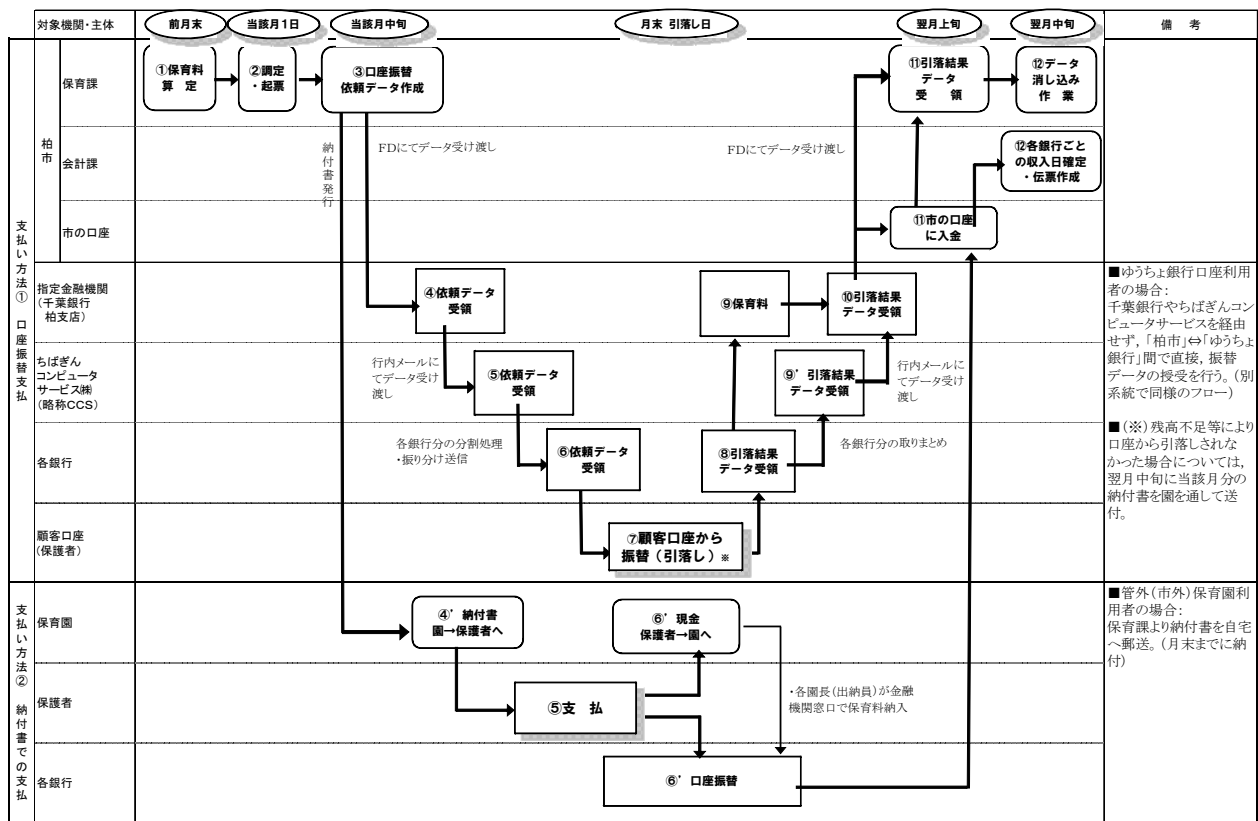 対象機関・主体
前月末
当該月1日
当該月中旬
月末 引落し日
翌月上旬
翌月中旬
備 考
支払い方法① 口座振替支払
柏市
保育課
①保育料
算 定
②調定
・起票
③口座振替
依頼データ作成
⑪引落結果
データ
受 領
⑫データ
消し込み
作 業
納付書発行
FDにてデータ受け渡し
FDにてデータ受け渡し
会計課
⑫各銀行ごと
の収入日確定
・伝票作成
市の口座
⑪市の口座
に入金
指定金融機関
(千葉銀行
柏支店)
④依頼データ
受領
⑨保育料
⑩引落結果
データ受領
■ゆうちょ銀行口座利用
者の場合:
千葉銀行やちばぎんコン
ピュータサービスを経由
せず,「柏市」⇔「ゆうちょ
銀行」間で直接, 振替
データの授受を行う。(別
系統で同様のフロー)
ちばぎん
コンピュータ
サービス㈱
(略称CCS)
行内メールに
てデータ受け
渡し
⑤依頼データ
受領
⑨’引落結果
データ受領
行内メールに
てデータ受け
渡し
各銀行
各銀行分の分割処理
・振り分け送信
⑥依頼データ
受領
⑧引落結果
データ受領
各銀行分の取りまとめ
■(※)残高不足等により
口座から引落しされな
かった場合については,
翌月中旬に当該月分の
納付書を園を通して送
付。
顧客口座
(保護者)
⑦顧客口座から
振替(引落し)※
支払い方法② 納付書での支払
保育園
④’納付書
園→保護者へ
⑥’現金
保護者→園へ
■管外(市外)保育園利
用者の場合:
保育課より納付書を自宅
へ郵送。(月末までに納
付)
保護者
⑤支 払
・各園長(出納員)が金融
機関窓口で保育料納入
各銀行
⑥’口座振替